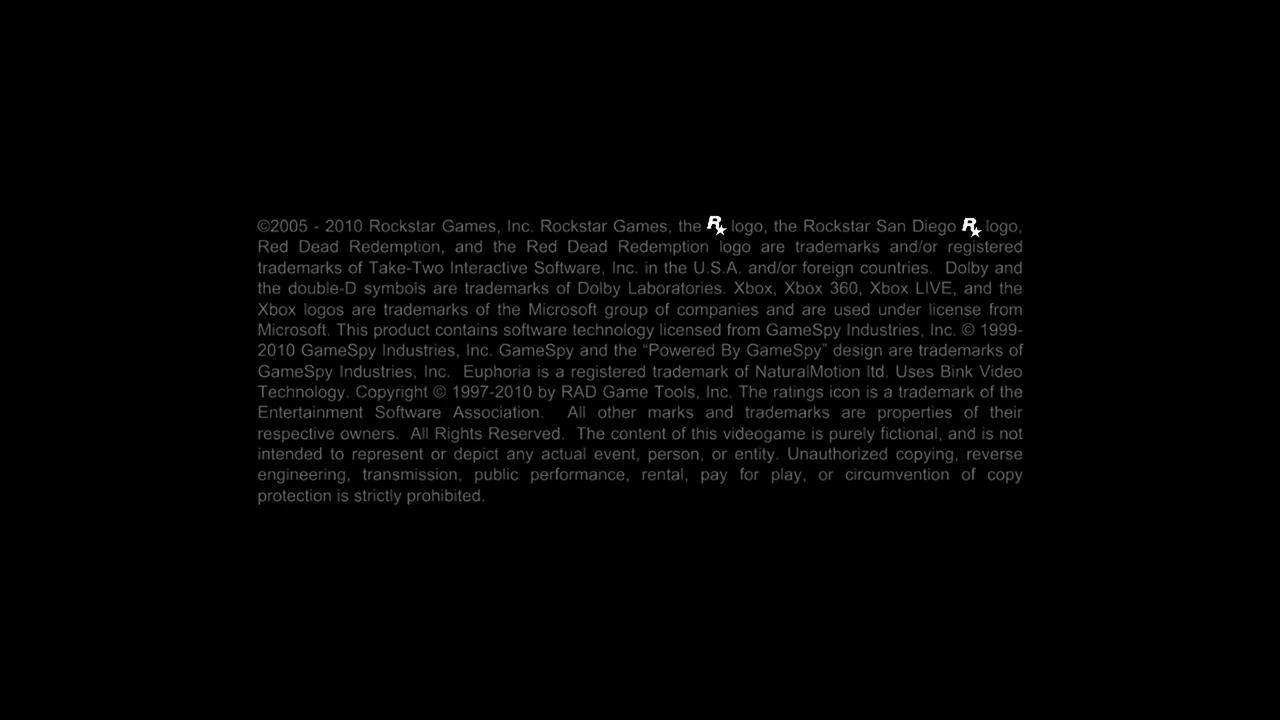 ©2005 - 2010 Rockstar Games, Inc. Rockstar Games, the R★ logo, the Rockstar San Diego R★ logo,
Red Dead Redemption, and the Red Dead Redemption logo are trademarks and/or registered
trademarks of Take-Two Interactive Software, Inc. in the U.S.A. and/or foreign countries.  Dolby and
the double-D symbols are trademarks of Dolby Laboratories. Xbox, Xbox 360, Xbox LIVE, and the
Xbox logos are trademarks of the Microsoft group of companies and are used under license from
Microsoft. This product contains software technology licensed from GameSpy Industries, Inc. © 1999-
2010 GameSpy Industries, Inc. GameSpy and the “Powered By GameSpy” design are trademarks of
GameSpy Industries, Inc.  Euphoria is a registered trademark of NaturalMotion ltd. Uses Bink Video
Technology. Copyright © 1997-2010 by RAD Game Tools, Inc. The ratings icon is a trademark of the
Entertainment Software Association.  All other marks and trademarks are properties of their
respective owners.  All Rights Reserved.  The content of this videogame is purely fictional, and is not
intended to represent or depict any actual event, person, or entity. Unauthorized copying, reverse
engineering, transmission, public performance, rental, pay for play, or circumvention of copy
protection is strictly prohibited.